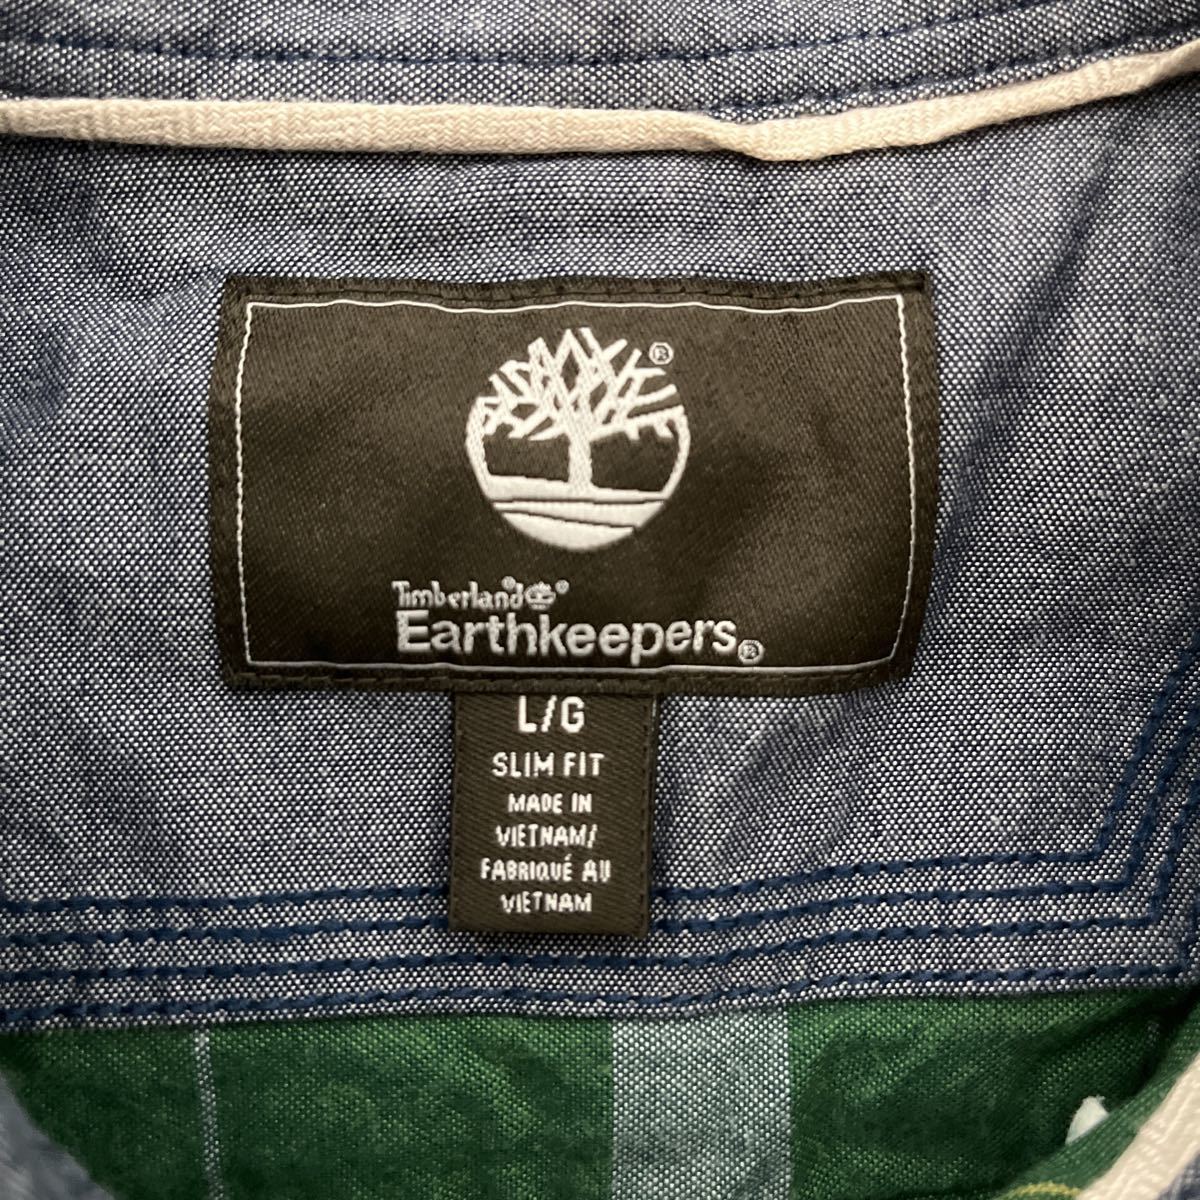 ®
Timberland® ®
Earthkeepers®
L/G
SLIM FIT
MADE IN
VIETNAM/
FABRIQUÉ AU
VIETNAM